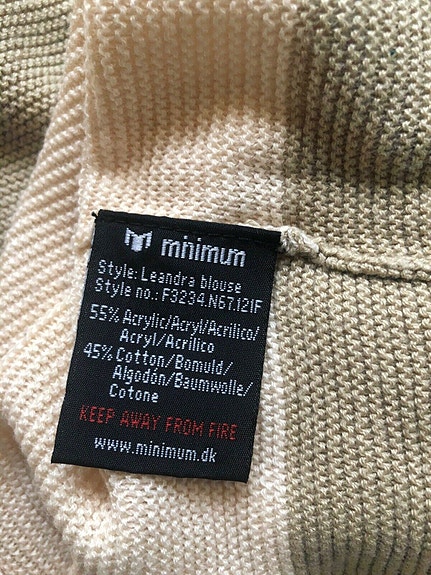 minimum
Style: Leandra blouse
Style no.: F3234.N67.121F
55% Acrylic/Acryl/Acrilico/
Acryl/Acrilico
45% Cotton/Bomuld/
Algodon/Baumwolle/
Cotone
KEEP AWAY FROM FIRE
www.minimum.dk